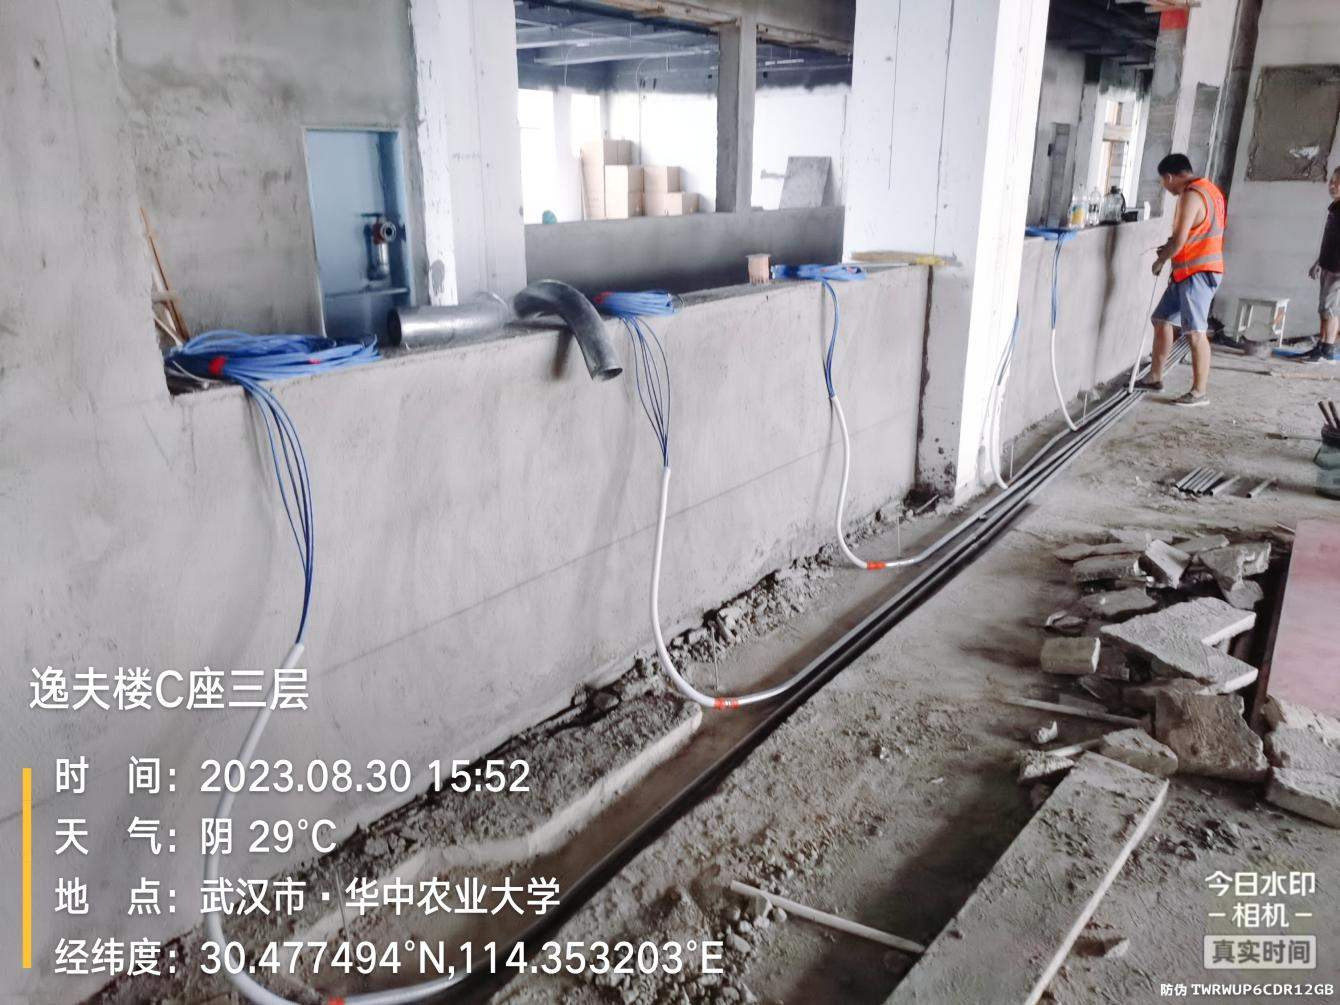 逸夫楼C座三层
时 间：2023.08.30 15:52
天 气：阴 29°C
地 点：武汉市·华中农业大学
经纬度：30.477494°N,114.353203°E
今日水印
-相机-
真实时间
防伪 TWRWUP6CDR12GB